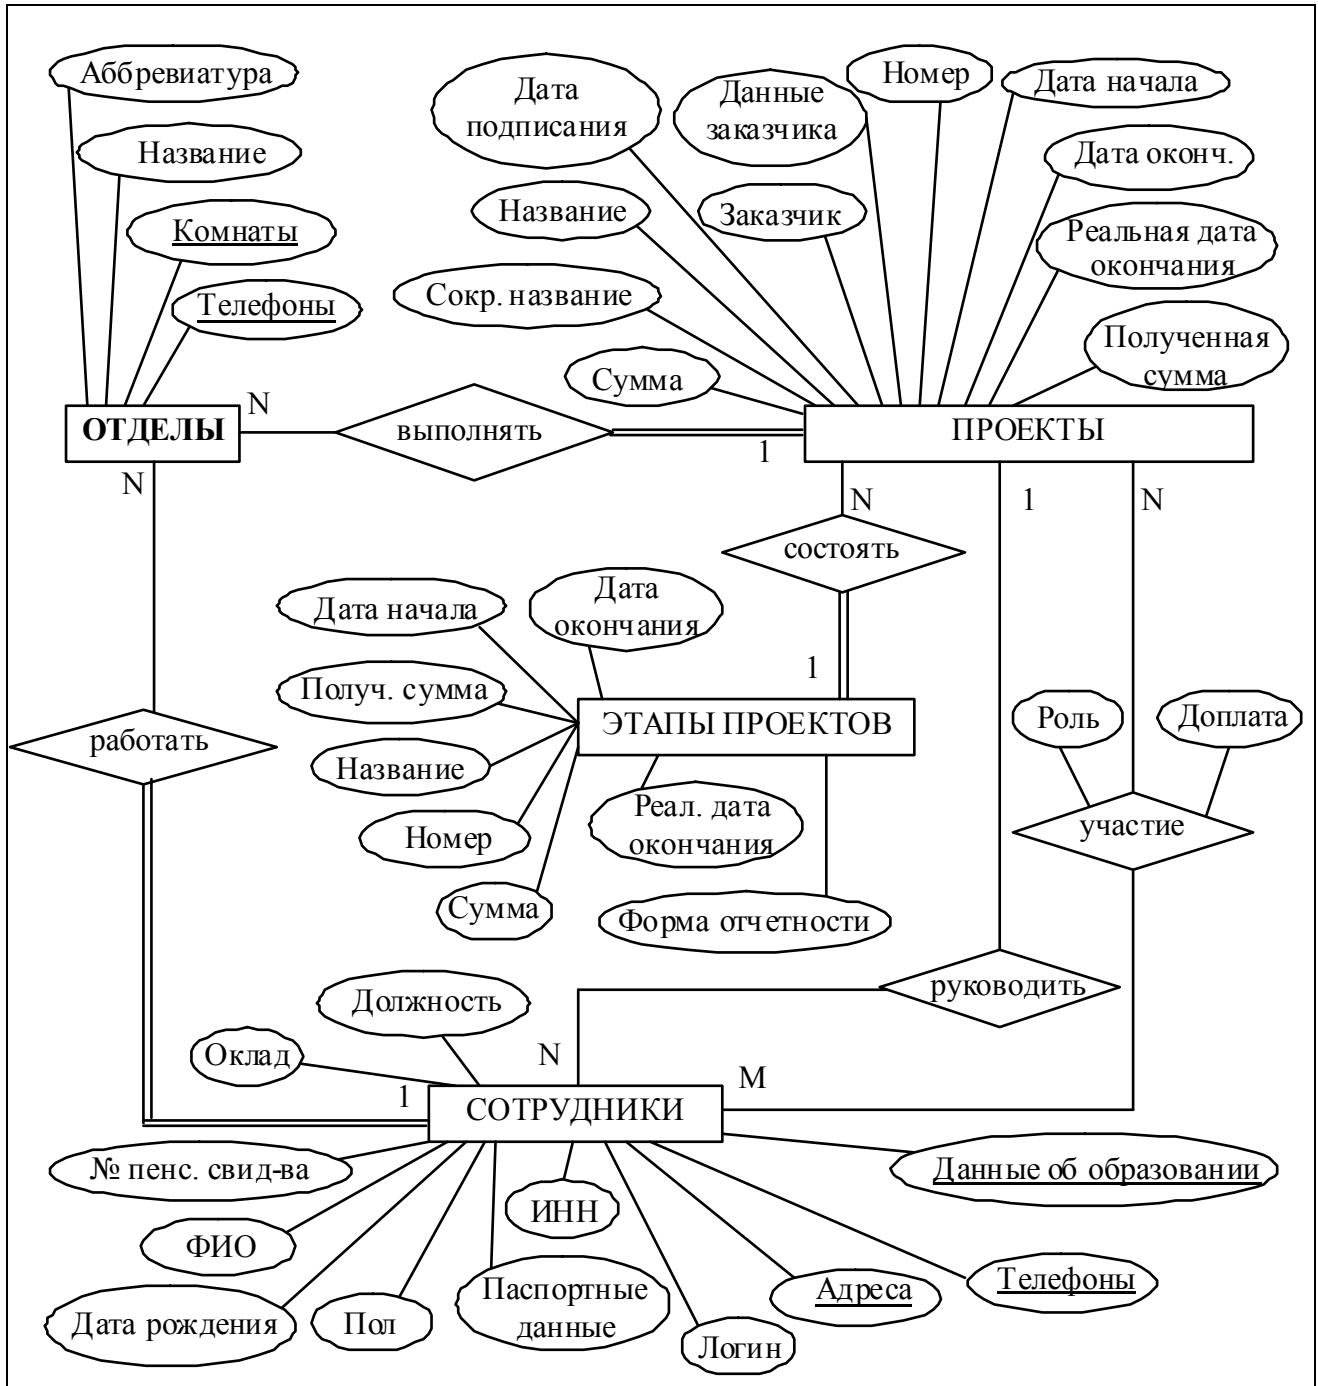 Аббревиатура
Название
Комнаты
Телефоны
Дата
подписания
Данные
заказчика
Номер
Дата начала
Дата оконч.
Название
Заказчик
Реальная дата
окончания
Сокр. название
Полученная
сумма
Сумма
N
ОТДЕЛЫ
выполнять
1
ПРОЕКТЫ
N
N
1
N
состоять
Дата начала
Дата
окончания
Получ. сумма
1
ЭТАПЫ ПРОЕКТОВ
Роль
Доплата
работать
Название
Номер
Реал. дата
окончания
участие
Сумма
Форма отчетности
руководить
Должность
Оклад
N
M
1
СОТРУДНИКИ
№ пенс. свид-ва
Данные об образовании
ИНН
ФИО
Телефоны
Адреса
Паспортные
данные
Дата рождения
Пол
Логин